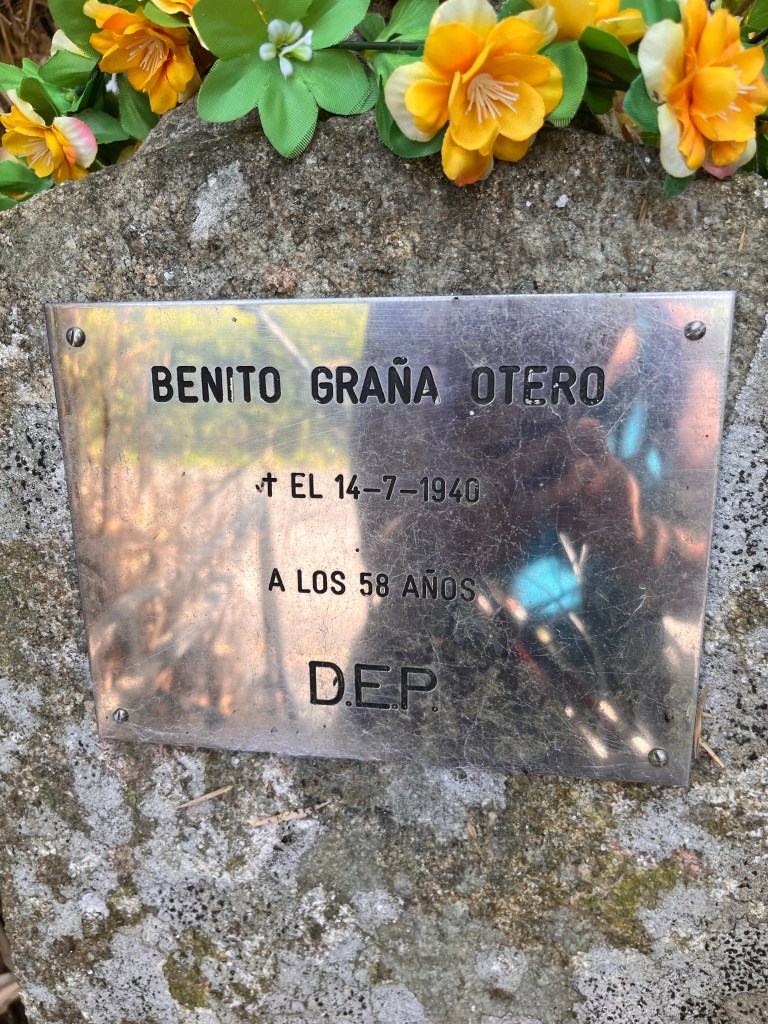 BENITO GRAÑA OTERO
✝ EL 14-7-1940
A LOS 58 AÑOS
D.E.P.